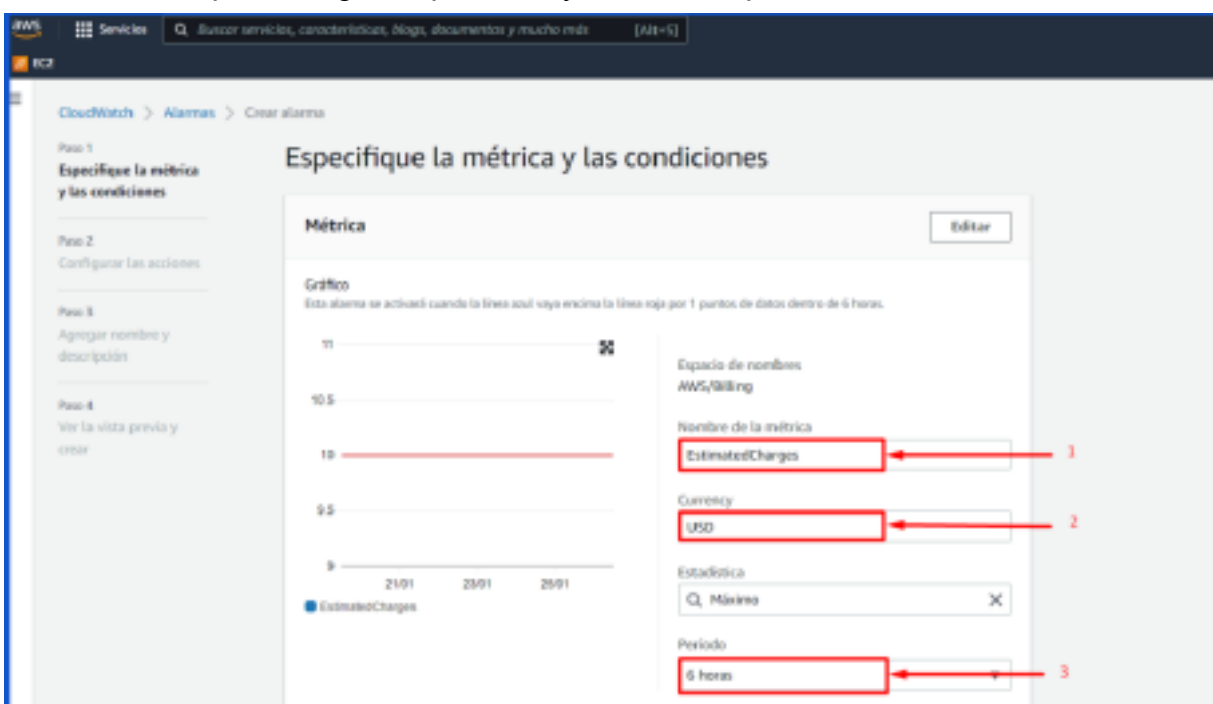 aws
Servicios
Buscar servicios, características, blogs, documentos y mucho más
[Alt+S]
EC2
CloudWatch > Alarmas > Crear alarma
Paso 1
Especifique la métrica
y las condiciones
Paso 2
Configurar las acciones
Paso 3
Agregar nombre y
descripción
Paso 4
Ver la vista previa y
crear
Especifique la métrica y las condiciones
Métrica
Editar
Gráfico
Esta alarma se activará cuando la línea azul vaya encima la línea roja por 1 puntos de datos dentro de 6 horas.
11
10.5
10
9.5
9
21/01 23/01 25/01
EstimatedCharges
Espacio de nombres
AWS/Billing
Nombre de la métrica
EstimatedCharges
1
Currency
USD
2
Estadística
Máximo
Período
6 horas
3